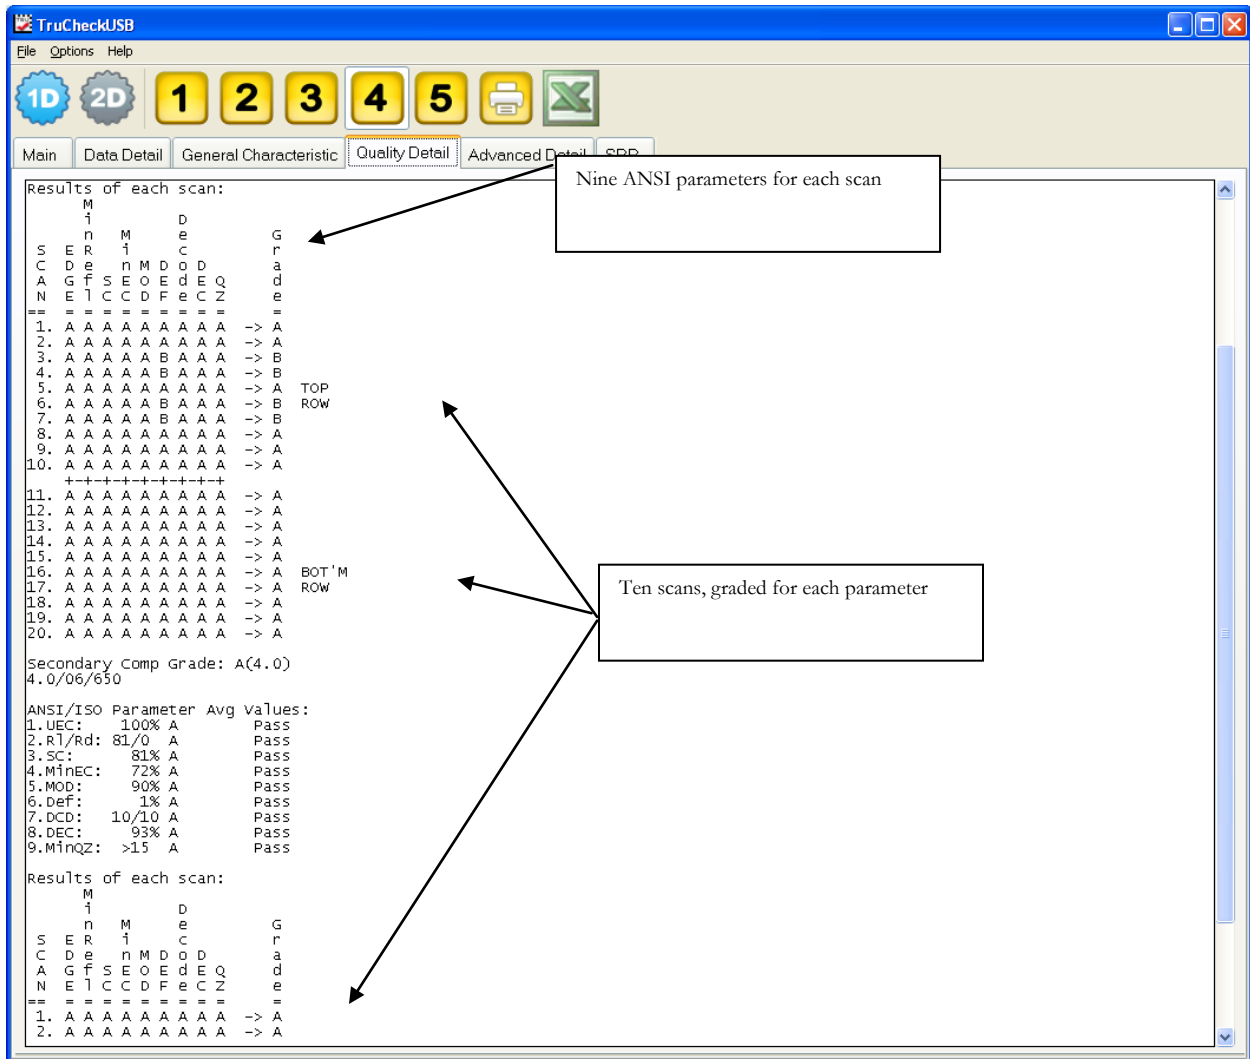 TruCheckUSB
File Options Help
1D 2D 1 2 3 4 5
Main Data Detail General Characteristic Quality Detail Advanced Detail
Nine ANSI parameters for each scan
Results of each scan:
M
i D
n M e G
S E R i c r
C D e n M D o D a
A G f S E O E d E Q d
N E l C C D F e C Z e
== = = = = = = = = = =
1. A A A A A A A A A -> A
2. A A A A A A A A A -> A
3. A A A A A B A A A -> B
4. A A A A A B A A A -> B
5. A A A A A A A A A -> A TOP
6. A A A A A B A A A -> B ROW
7. A A A A A B A A A -> B
8. A A A A A A A A A -> A
9. A A A A A A A A A -> A
10. A A A A A A A A A -> A
+-+-+-+-+-+-+-+-+
11. A A A A A A A A A -> A
12. A A A A A A A A A -> A
13. A A A A A A A A A -> A
14. A A A A A A A A A -> A
15. A A A A A A A A A -> A
16. A A A A A A A A A -> A BOT'M
17. A A A A A A A A A -> A ROW
18. A A A A A A A A A -> A
19. A A A A A A A A A -> A
20. A A A A A A A A A -> A
Ten scans, graded for each parameter
Secondary Comp Grade: A(4.0)
4.0/06/650
ANSI/ISO Parameter Avg Values:
1.UEC: 100% A Pass
2.Rl/Rd: 81/0 A Pass
3.SC: 81% A Pass
4.MinEC: 72% A Pass
5.MOD: 90% A Pass
6.Def: 1% A Pass
7.DCD: 10/10 A Pass
8.DEC: 93% A Pass
9.MinQZ: >15 A Pass
Results of each scan:
M
i D
n M e G
S E R i c r
C D e n M D o D a
A G f S E O E d E Q d
N E l C C D F e C Z e
== = = = = = = = = = =
1. A A A A A A A A A -> A
2. A A A A A A A A A -> A